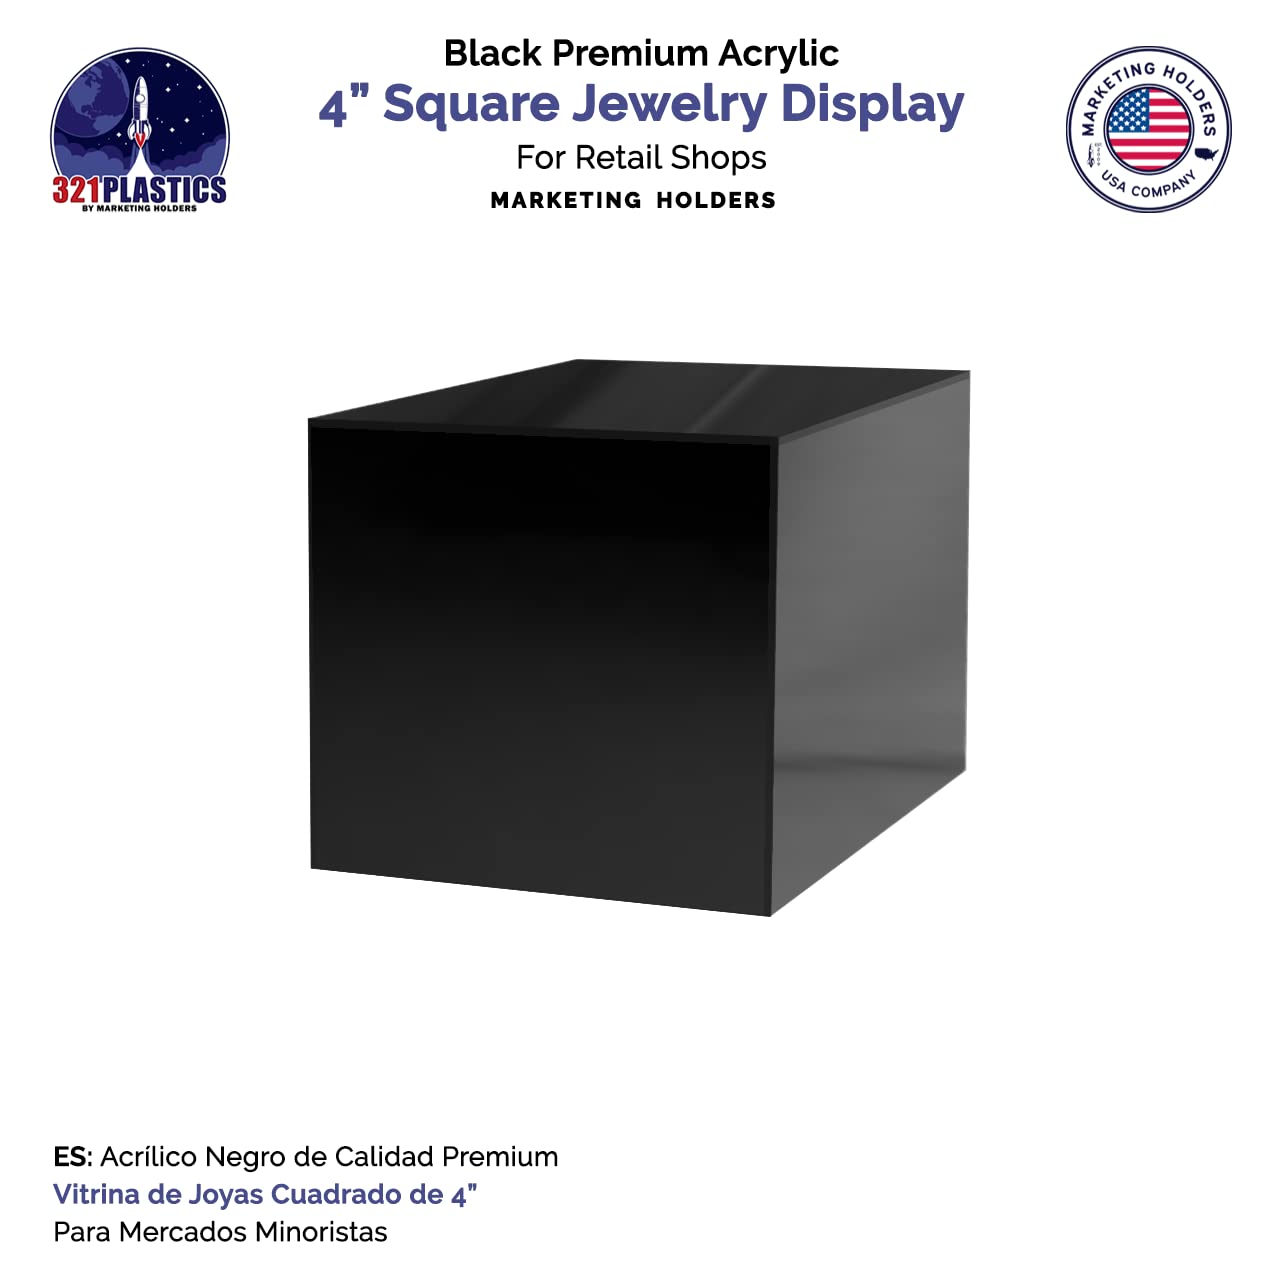 Black Premium Acrylic
4” Square Jewelry Display
For Retail Shops
MARKETING HOLDERS
321PLASTICS
BY MARKETING HOLDERS
MARKETING HOLDERS
USA COMPANY
ES: Acrílico Negro de Calidad Premium
Vitrina de Joyas Cuadrado de 4"
Para Mercados Minoristas